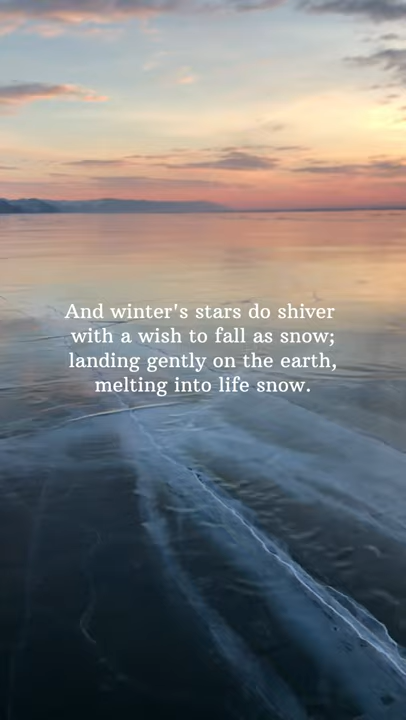 And winter's stars do shiver
with a wish to fall as snow;
landing gently on the earth,
melting into life snow.